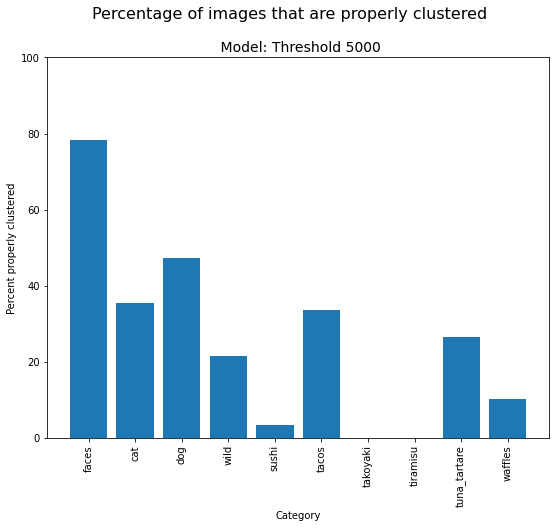 Percentage of images that are properly clustered
Model: Threshold 5000
100
80
60
40
20
0
Percent properly clustered
faces
cat
dog
wild
sushi
tacos
takoyaki
tiramisu
tuna_tartare
waffles
Category